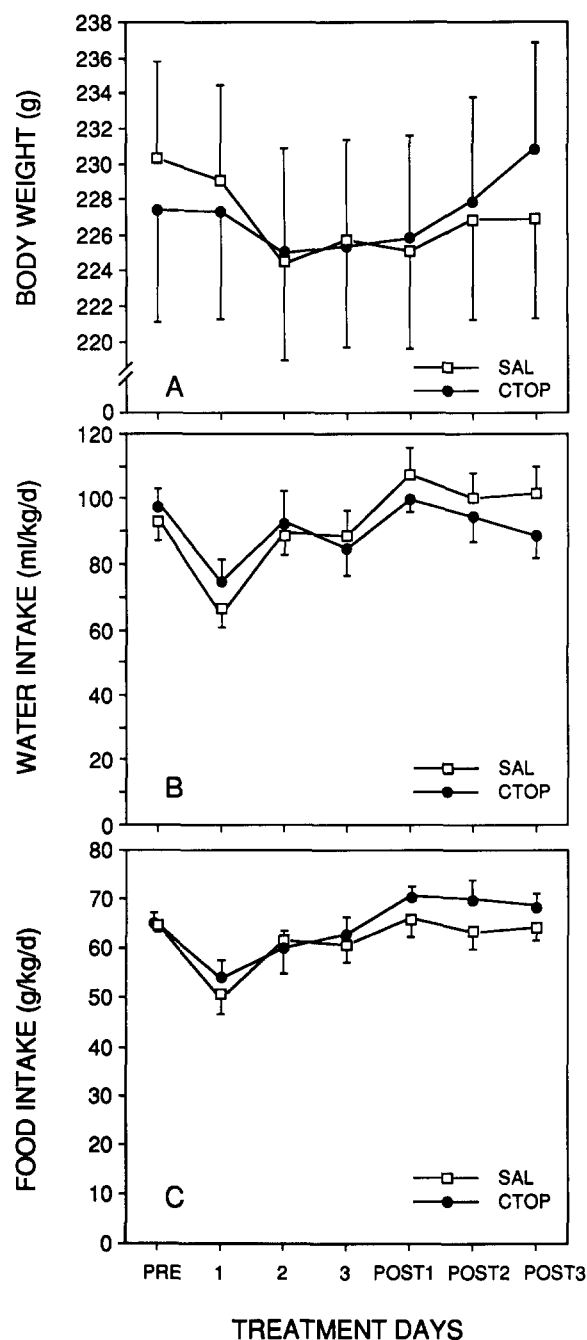 238
236
234
232
230
228
226
224
222
220
0
BODY WEIGHT (g)
A
SAL
CTOP
120
100
80
60
40
20
0
WATER INTAKE (ml/kg/d)
B
SAL
CTOP
80
70
60
50
40
30
20
10
0
FOOD INTAKE (g/kg/d)
C
SAL
CTOP
PRE 1 2 3 POST1 POST2 POST3
TREATMENT DAYS